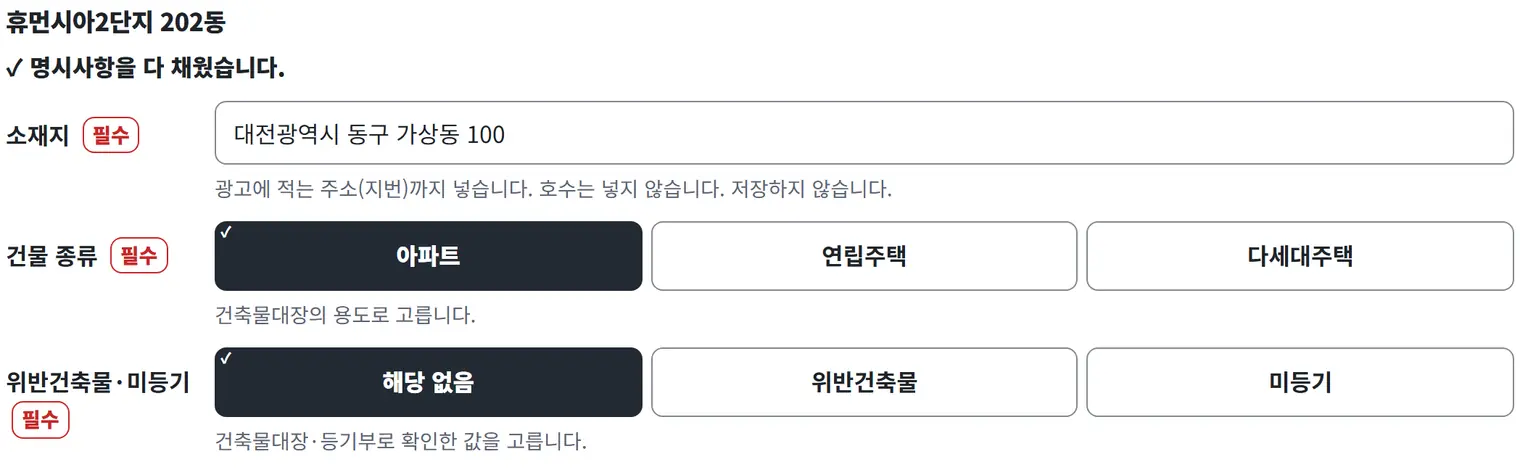 휴먼시아2단지 202동
✓ 명시사항을 다 채웠습니다.
소재지 필수
대전광역시 동구 가상동 100
광고에 적는 주소(지번)까지 넣습니다. 호수는 넣지 않습니다. 저장하지 않습니다.
건물 종류 필수
✓ 아파트 연립주택 다세대주택
건축물대장의 용도로 고릅니다.
위반건축물·미등기 필수
✓ 해당 없음 위반건축물 미등기
건축물대장·등기부로 확인한 값을 고릅니다.